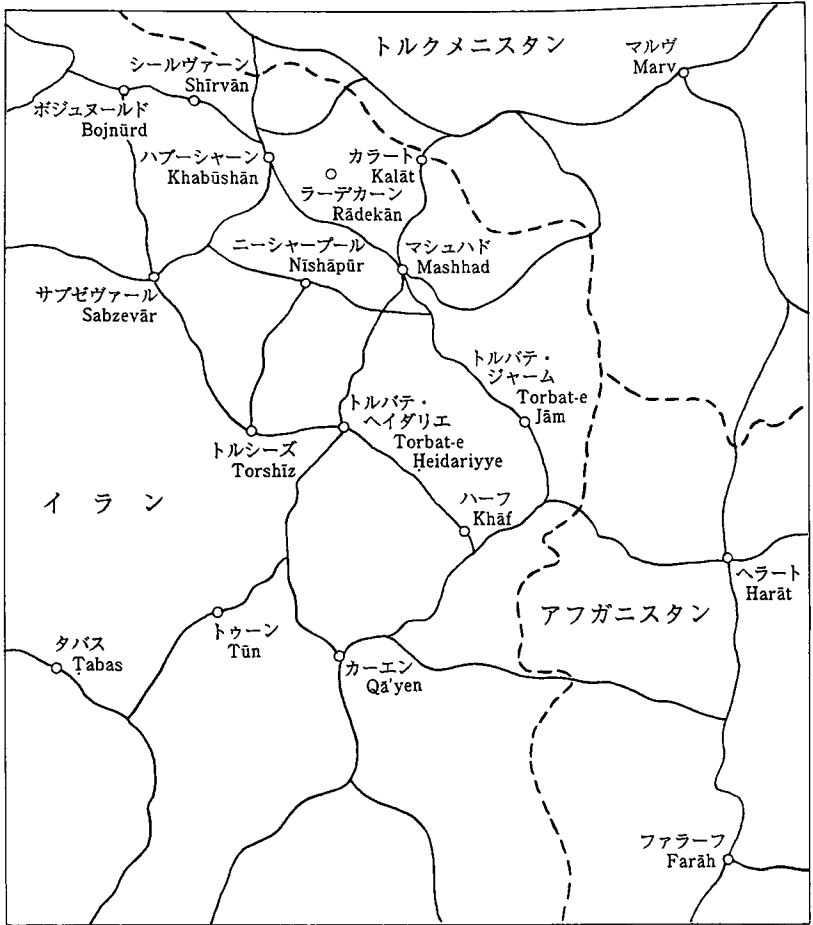 トルクメニスタン
マルヴ
Marv
シールヴァーン
Shīrvān
ボジュヌールド
Bojnūrd
ハブーシャーン
Khabūshān
カラート
Kalāt
ラーデカーン
Rādekān
ニーシャープール
Nīshāpūr
マシュハド
Mashhad
サブゼヴァール
Sabzevār
トルバテ・
ジャーム
Torbat-e
Jām
トルバテ・
ヘイダリエ
Torbat-e
Ḥeidariyye
トルシーズ
Torshīz
イラン
ハーフ
Khāf
ヘラート
Harāt
アフガニスタン
トゥーン
Tūn
タバス
Ṭabas
カーエン
Qā'yen
ファラーフ
Farāh